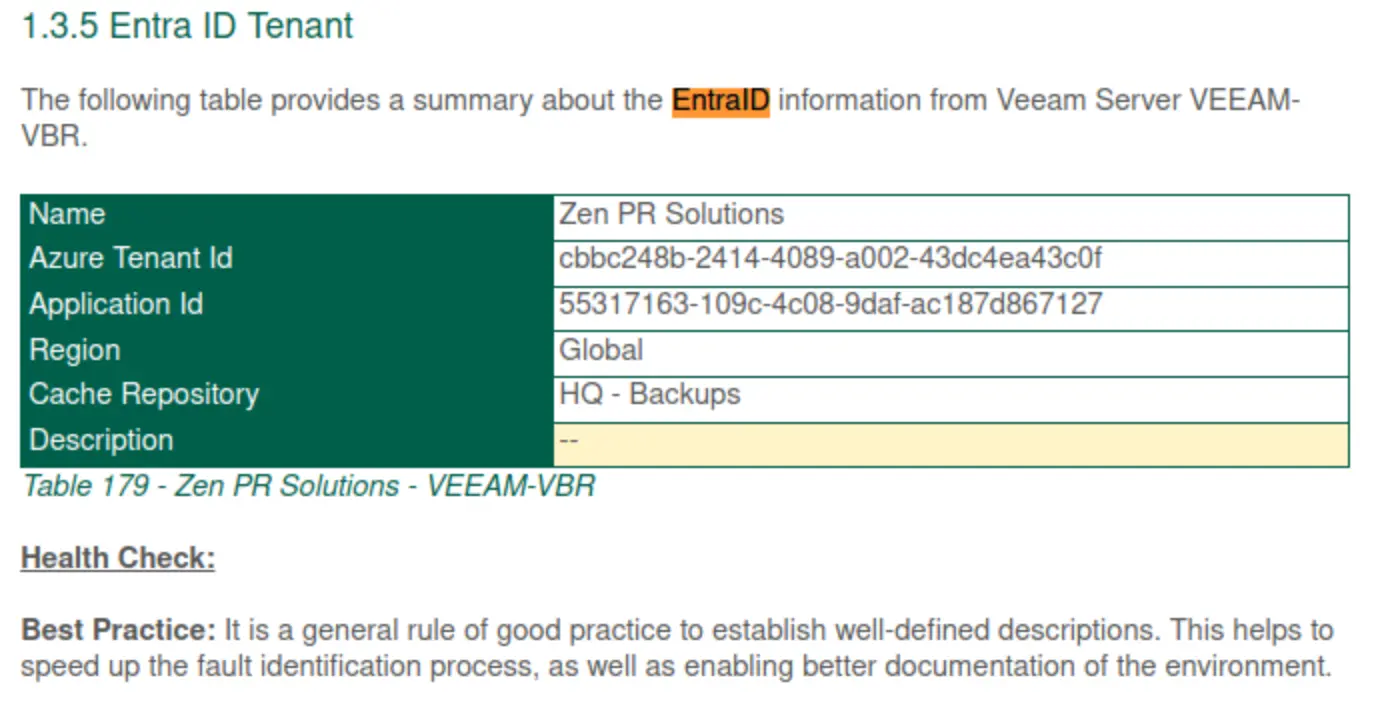 1.3.5 Entra ID Tenant
The following table provides a summary about the EntraID information from Veeam Server VEEAM-
VBR.
Name Zen PR Solutions
Azure Tenant Id cbbc248b-2414-4089-a002-43dc4ea43c0f
Application Id 55317163-109c-4c08-9daf-ac187d867127
Region Global
Cache Repository HQ - Backups
Description --
Table 179 - Zen PR Solutions - VEEAM-VBR
Health Check:
Best Practice: It is a general rule of good practice to establish well-defined descriptions. This helps to
speed up the fault identification process, as well as enabling better documentation of the environment.